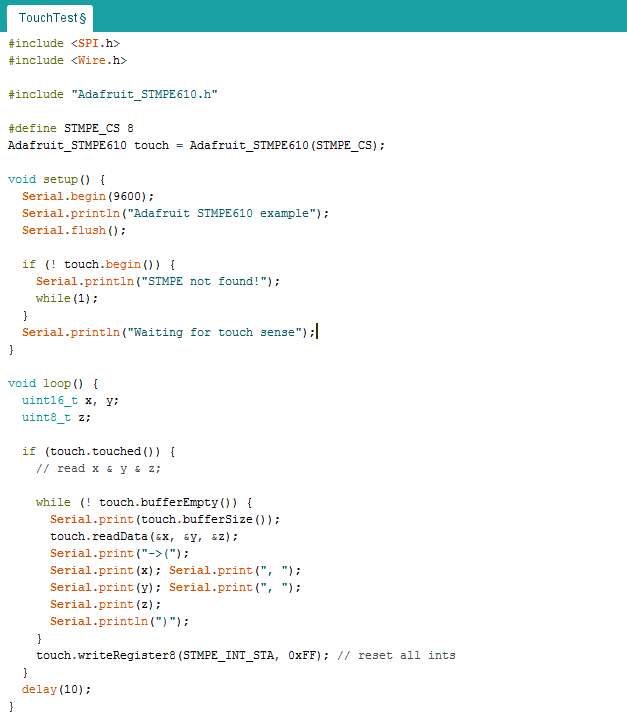 TouchTest§
#include <SPI.h>
#include <Wire.h>
#include "Adafruit_STMPE610.h"
#define STMPE_CS 8
Adafruit_STMPE610 touch = Adafruit_STMPE610(STMPE_CS);
void setup() {
  Serial.begin(9600);
  Serial.println("Adafruit STMPE610 example");
  Serial.flush();
  if (! touch.begin()) {
    Serial.println("STMPE not found!");
    while(1);
  }
  Serial.println("Waiting for touch sense");
}
void loop() {
  uint16_t x, y;
  uint8_t z;
  if (touch.touched()) {
    // read x & y & z;
    while (! touch.bufferEmpty()) {
      Serial.print(touch.bufferSize());
      touch.readData(&x, &y, &z);
      Serial.print("->(");
      Serial.print(x); Serial.print(", ");
      Serial.print(y); Serial.print(", ");
      Serial.print(z);
      Serial.println(")");
    }
    touch.writeRegister8(STMPE_INT_STA, 0xFF); // reset all ints
  }
  delay(10);
}